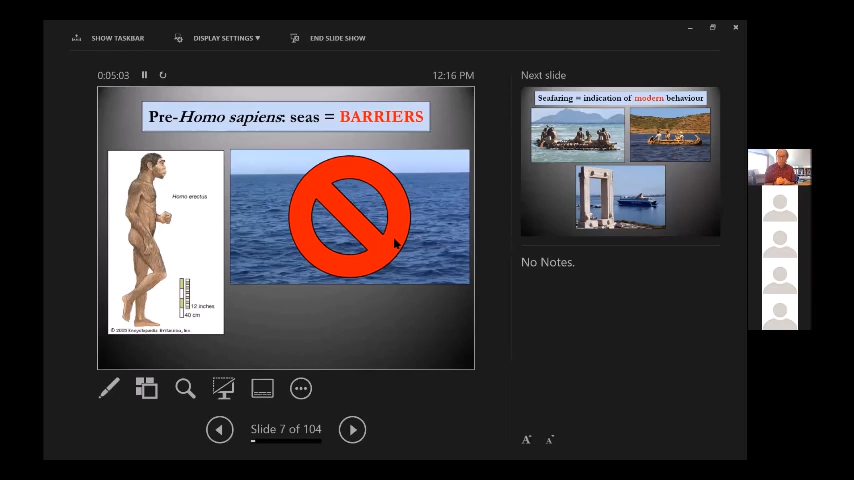 SHOW TASKBAR
DISPLAY SETTINGS ▼
END SLIDE SHOW
0:05:03
12:16 PM
Pre-Homo sapiens: seas = BARRIERS
Homo erectus
12 inches
40 cm
© 2003 Encyclopædia Britannica, Inc.
Slide 7 of 104
Next slide
Seafaring = indication of modern behaviour
No Notes.
A
A